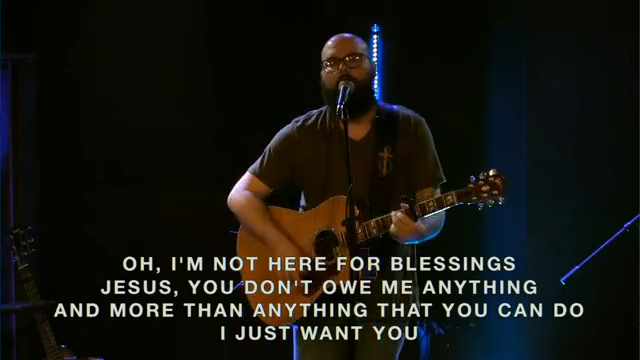 OH, I'M NOT HERE FOR BLESSINGS
JESUS, YOU DON'T OWE ME ANYTHING
AND MORE THAN ANYTHING THAT YOU CAN DO
I JUST WANT YOU